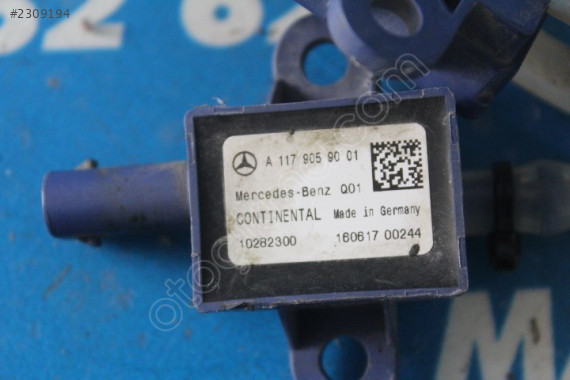 #2309194
A 117 905 90 01
Mercedes-Benz Q01
CONTINENTAL Made in Germany
10282300 160617 00244